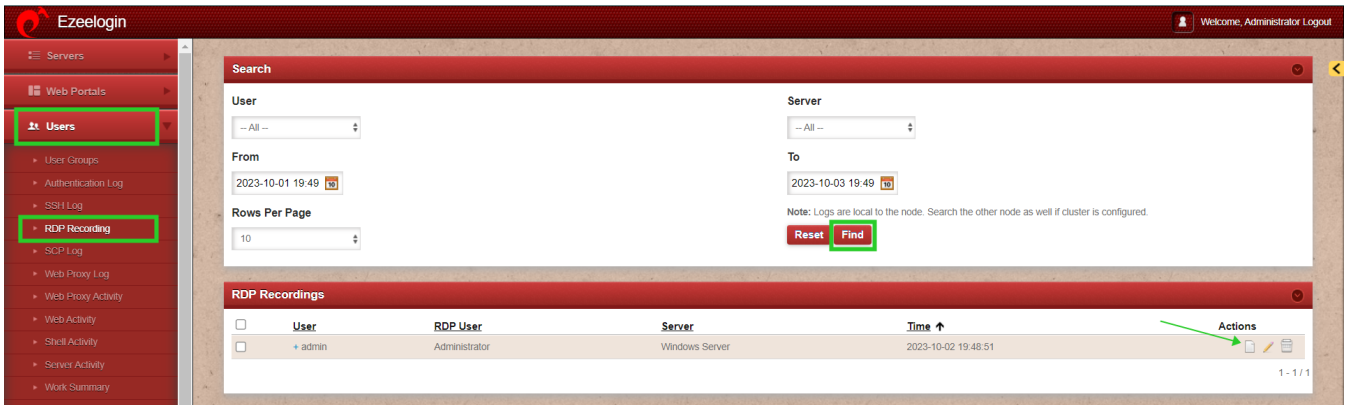 Ezeelogin
Welcome, Administrator Logout
Servers
Web Portals
Users
User Groups
Authentication Log
SSH Log
RDP Recording
SCP Log
Web Proxy Log
Web Proxy Activity
Web Activity
Shell Activity
Server Activity
Work Summary
Search
User
Server
-- All --
-- All --
From
To
2023-10-01 19:49
2023-10-03 19:49
Rows Per Page
Note: Logs are local to the node. Search the other node as well if cluster is configured.
10
Reset Find
RDP Recordings
User RDP User Server Time ↑ Actions
+ admin Administrator Windows Server 2023-10-02 19:48:51
1 - 1 / 1